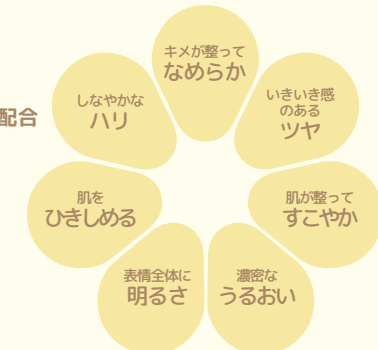 キメが整って
なめらか
いきいき感
のある
ツヤ
肌が整って
すこやか
濃密な
うるおい
表情全体に
明るさ
肌を
ひきしめる
しなやかな
ハリ
配合